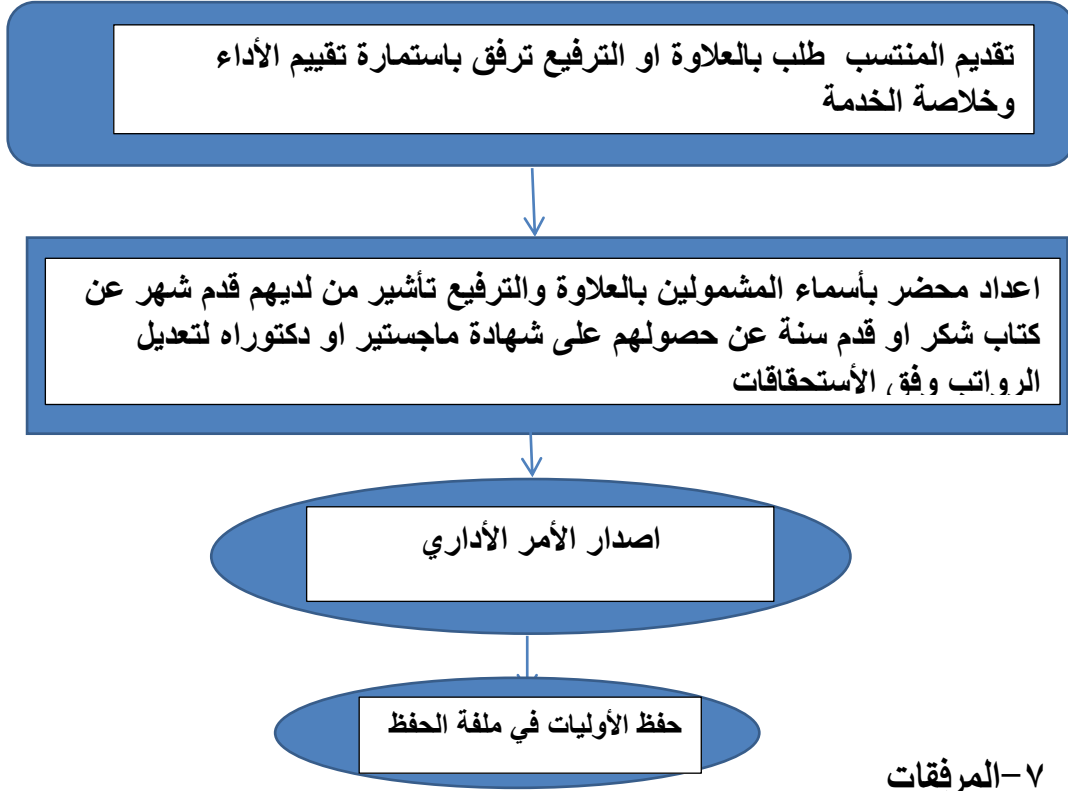 تقديم المنتسب طلب بالعلاوة او الترفيع ترفق باستمارة تقييم الأداء
وخلاصة الخدمة
اعداد محضر بأسماء المشمولين بالعلاوة والترفيع تأشير من لديهم قدم شهر عن
كتاب شكر او قدم سنة عن حصولهم على شهادة ماجستير او دكتوراه لتعديل
الرواتب وفق الأستحقاقات
اصدار الأمر الأداري
حفظ الأوليات في ملفة الحفظ
٧-المرفقات